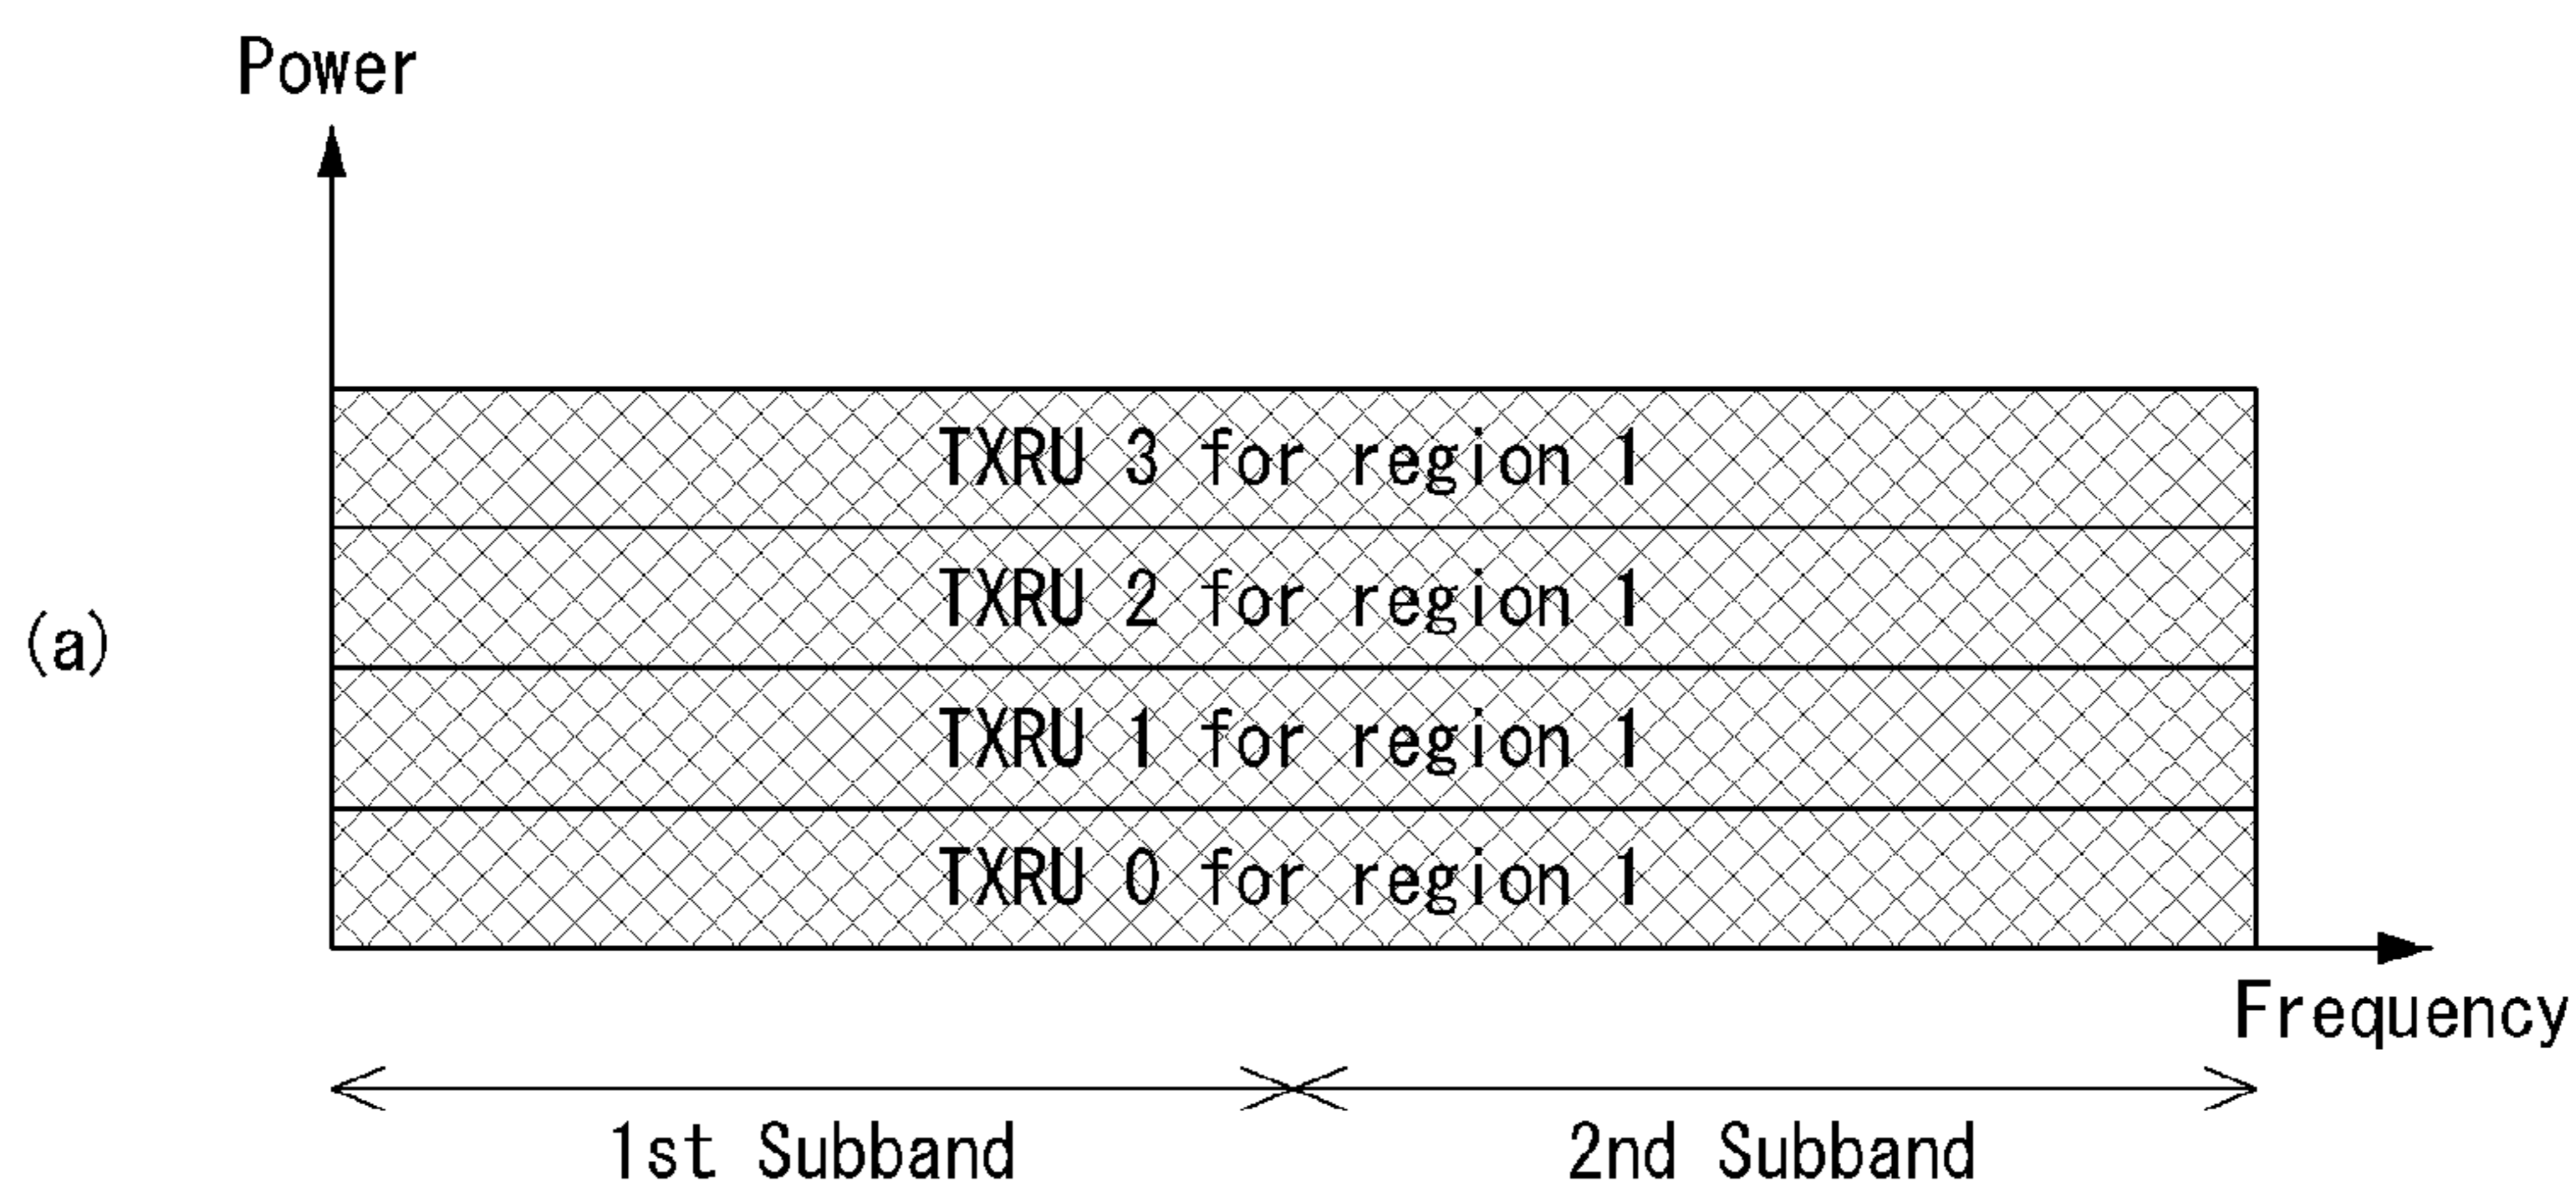 Power
TXRU 3 for region 1
TXRU 2 for region 1
(a)
TXRU 1 for region 1
TXRU 0 for region 1
Frequency
1st Subband
2nd Subband